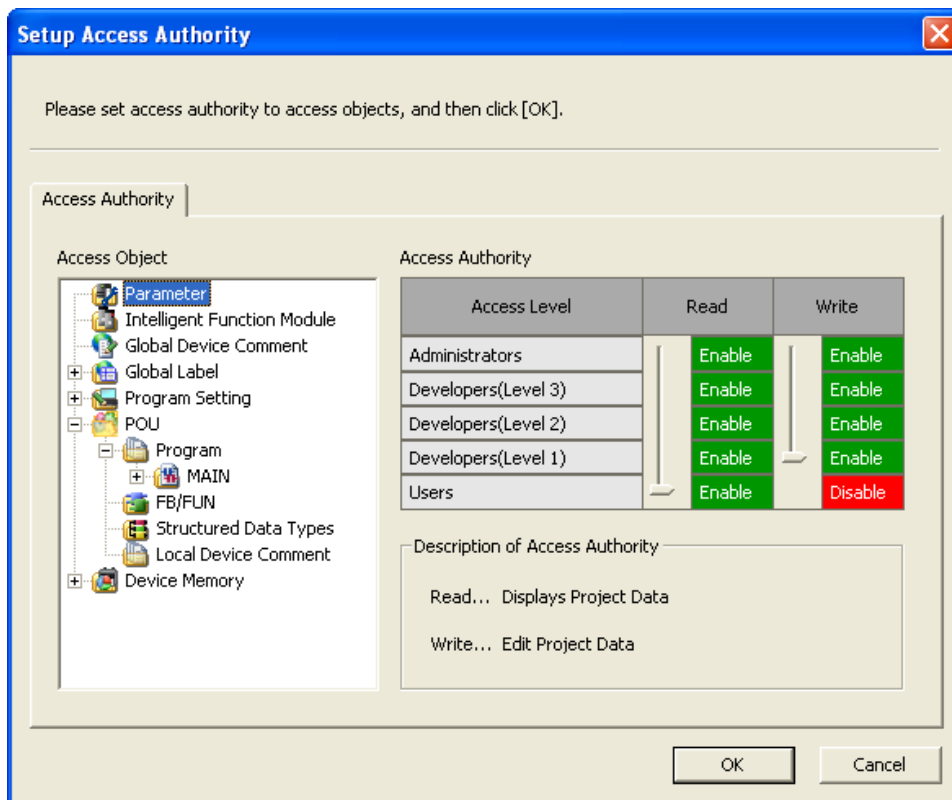 Setup Access Authority
Please set access authority to access objects, and then click [OK].
Access Authority
Access Object
Parameter
Intelligent Function Module
Global Device Comment
Global Label
Program Setting
POU
Program
MAIN
FB/FUN
Structured Data Types
Local Device Comment
Device Memory
Access Authority
Access Level Read Write
Administrators Enable Enable
Developers(Level 3) Enable Enable
Developers(Level 2) Enable Enable
Developers(Level 1) Enable Enable
Users Enable Disable
Description of Access Authority
Read... Displays Project Data
Write... Edit Project Data
OK Cancel